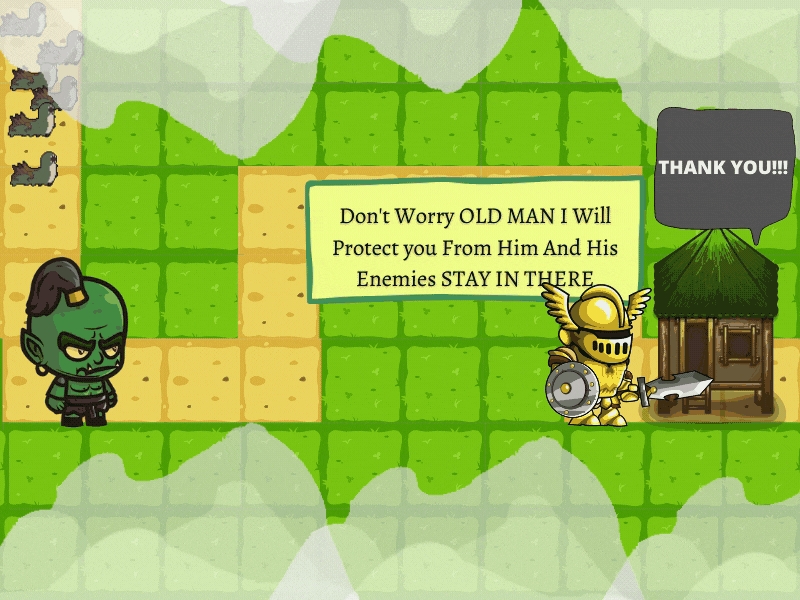 Don't Worry OLD MAN I Will
Protect you From Him And His
Enemies STAY IN THERE
THANK YOU!!!